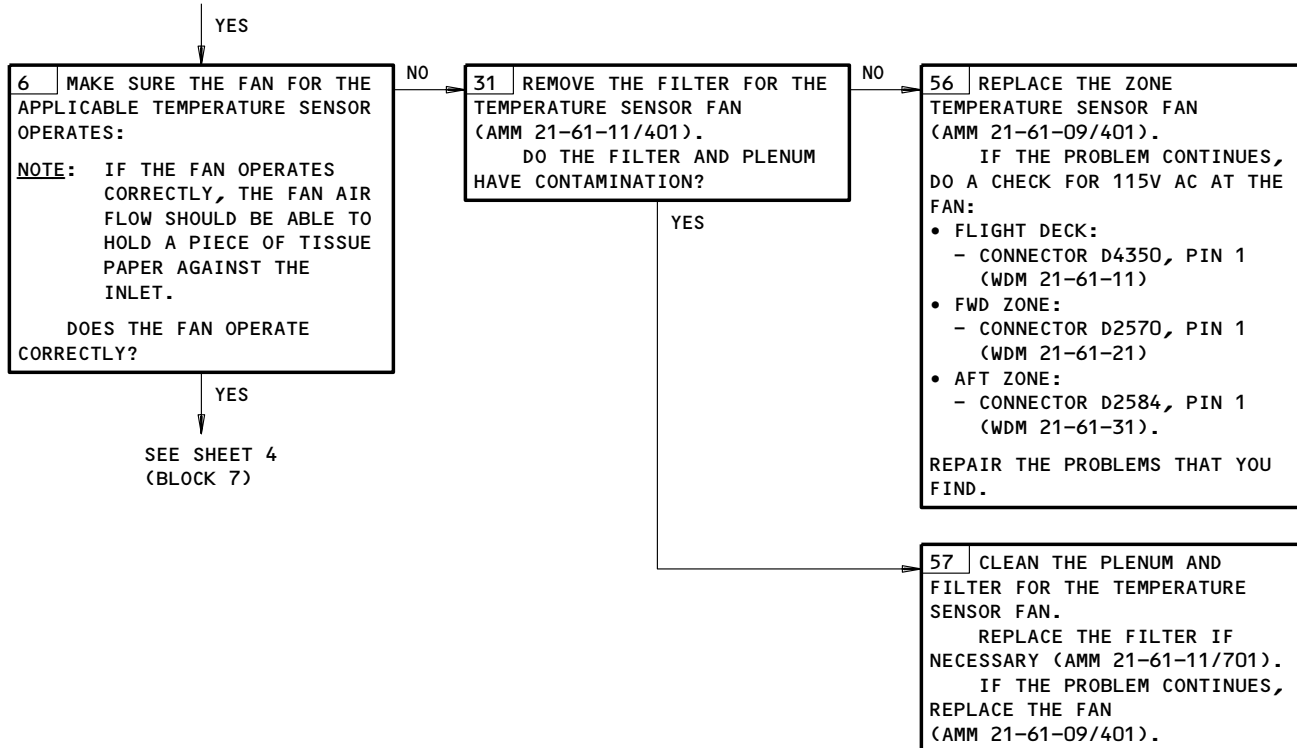 YES
6 MAKE SURE THE FAN FOR THE
APPLICABLE TEMPERATURE SENSOR
OPERATES:
NOTE: IF THE FAN OPERATES
CORRECTLY, THE FAN AIR
FLOW SHOULD BE ABLE TO
HOLD A PIECE OF TISSUE
PAPER AGAINST THE
INLET.
DOES THE FAN OPERATE
CORRECTLY?
YES
SEE SHEET 4
(BLOCK 7)
NO
31 REMOVE THE FILTER FOR THE
TEMPERATURE SENSOR FAN
(AMM 21-61-11/401).
DO THE FILTER AND PLENUM
HAVE CONTAMINATION?
YES
NO
56 REPLACE THE ZONE
TEMPERATURE SENSOR FAN
(AMM 21-61-09/401).
IF THE PROBLEM CONTINUES,
DO A CHECK FOR 115V AC AT THE
FAN:
• FLIGHT DECK:
- CONNECTOR D4350, PIN 1
(WDM 21-61-11)
• FWD ZONE:
- CONNECTOR D2570, PIN 1
(WDM 21-61-21)
• AFT ZONE:
- CONNECTOR D2584, PIN 1
(WDM 21-61-31).
REPAIR THE PROBLEMS THAT YOU
FIND.
57 CLEAN THE PLENUM AND
FILTER FOR THE TEMPERATURE
SENSOR FAN.
REPLACE THE FILTER IF
NECESSARY (AMM 21-61-11/701).
IF THE PROBLEM CONTINUES,
REPLACE THE FAN
(AMM 21-61-09/401).